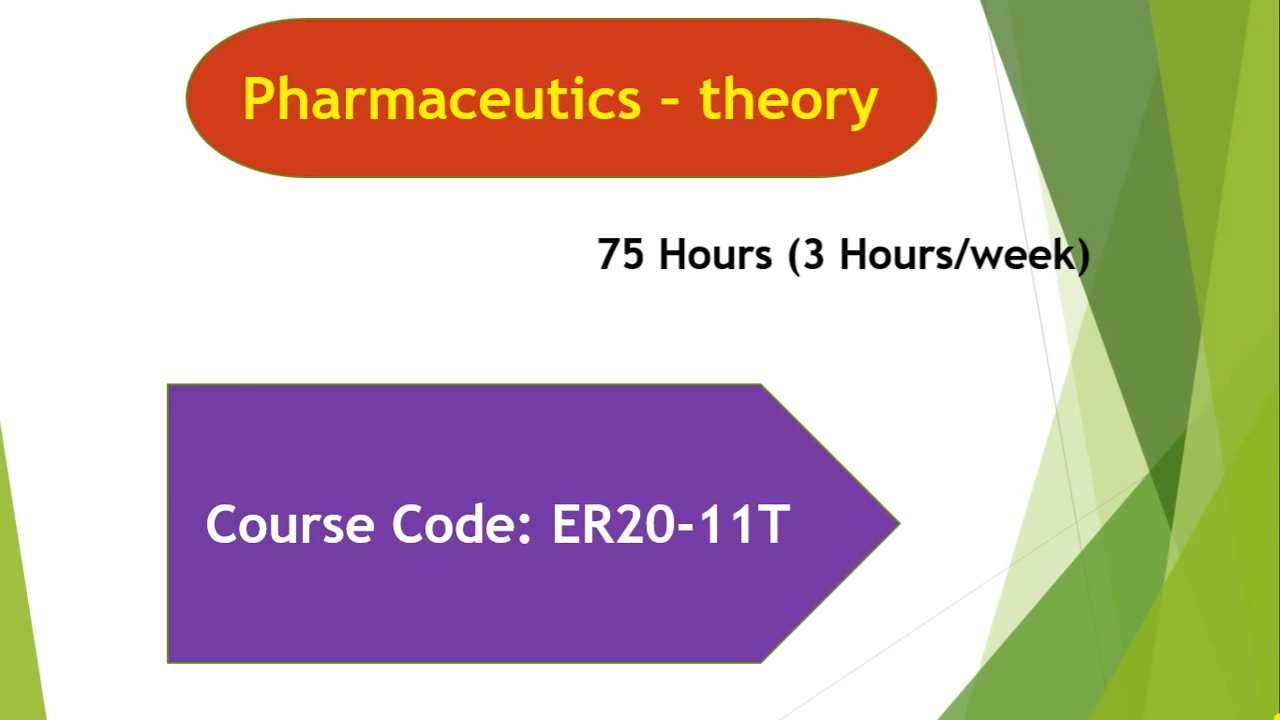 Pharmaceutics – theory
75 Hours (3 Hours/week)
Course Code: ER20-11T